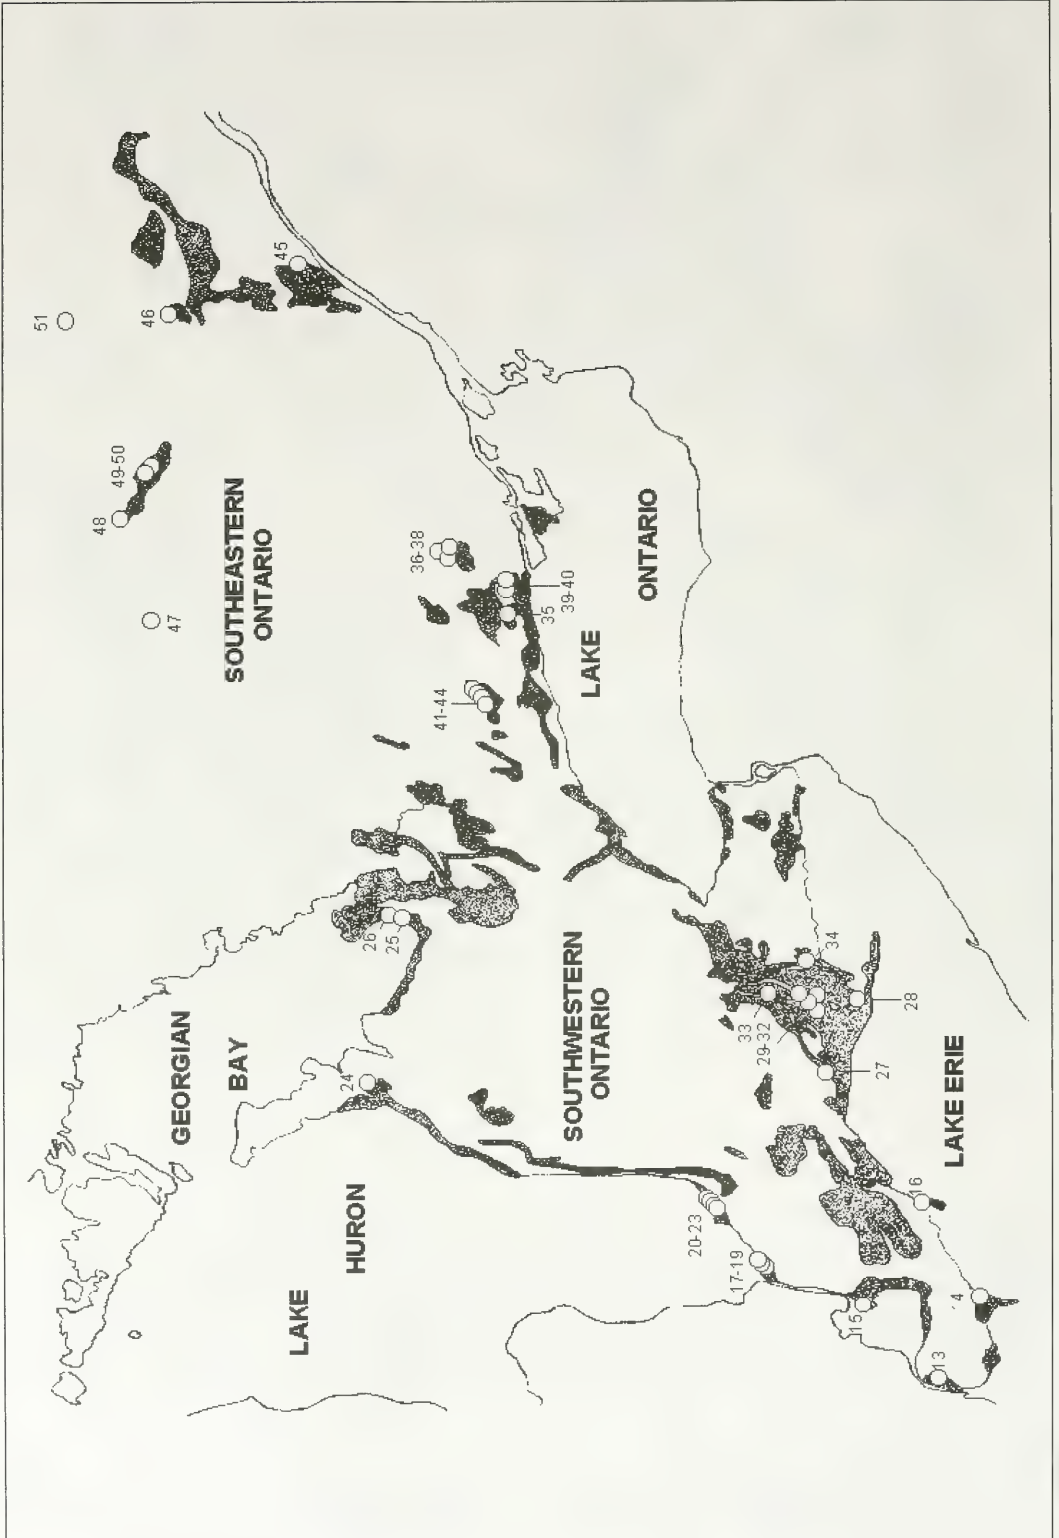 51
46
45
48
49-50
47
SOUTHEASTERN
ONTARIO
36-38
35
39-40
41-44
LAKE
ONTARIO
GEORGIAN
BAY
26
25
24
LAKE
HURON
SOUTHWESTERN
ONTARIO
33
29-32
34
28
27
20-23
17-19
16
15
14
13
LAKE ERIE